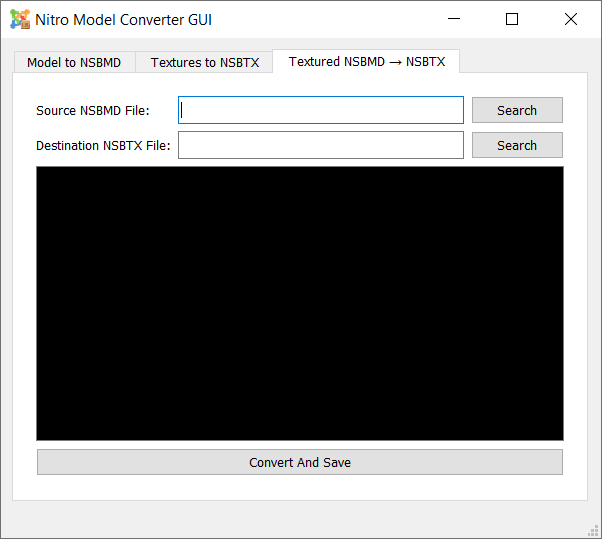 Nitro Model Converter GUI
Model to NSBMD Textures to NSBTX Textured NSBMD → NSBTX
Source NSBMD File: Search
Destination NSBTX File: Search
Convert And Save